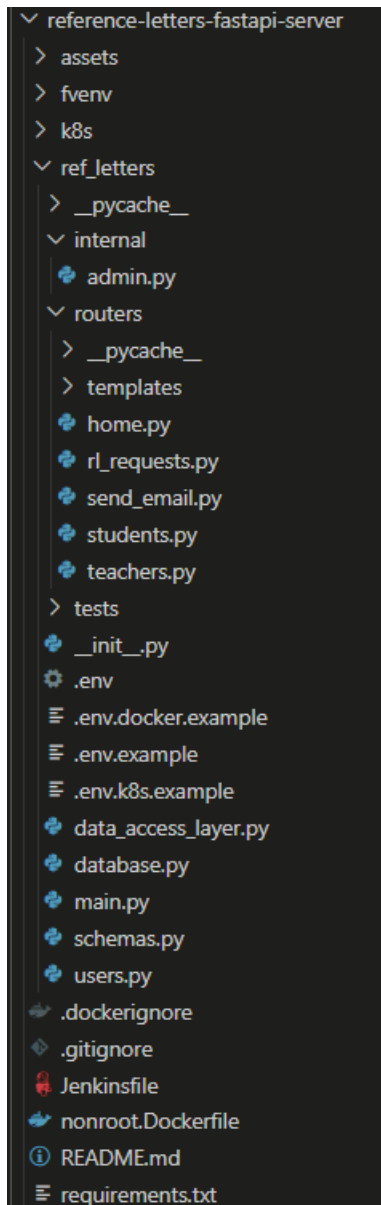 reference-letters-fastapi-server
assets
fvenv
k8s
ref_letters
__pycache__
internal
admin.py
routers
__pycache__
templates
home.py
rl_requests.py
send_email.py
students.py
teachers.py
tests
__init__.py
.env
.env.docker.example
.env.example
.env.k8s.example
data_access_layer.py
database.py
main.py
schemas.py
users.py
.dockerignore
.gitignore
Jenkinsfile
nonroot.Dockerfile
README.md
requirements.txt